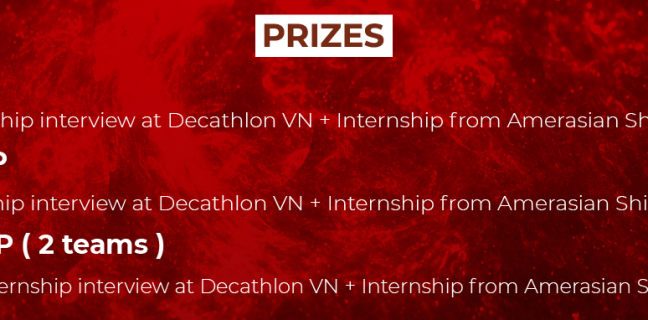 PRIZES
hip interview at Decathlon VN + Internship from Amerasian Sh
P
hip interview at Decathlon VN + Internship from Amerasian Shi
P ( 2 teams )
ernship interview at Decathlon VN + Internship from Amerasian S